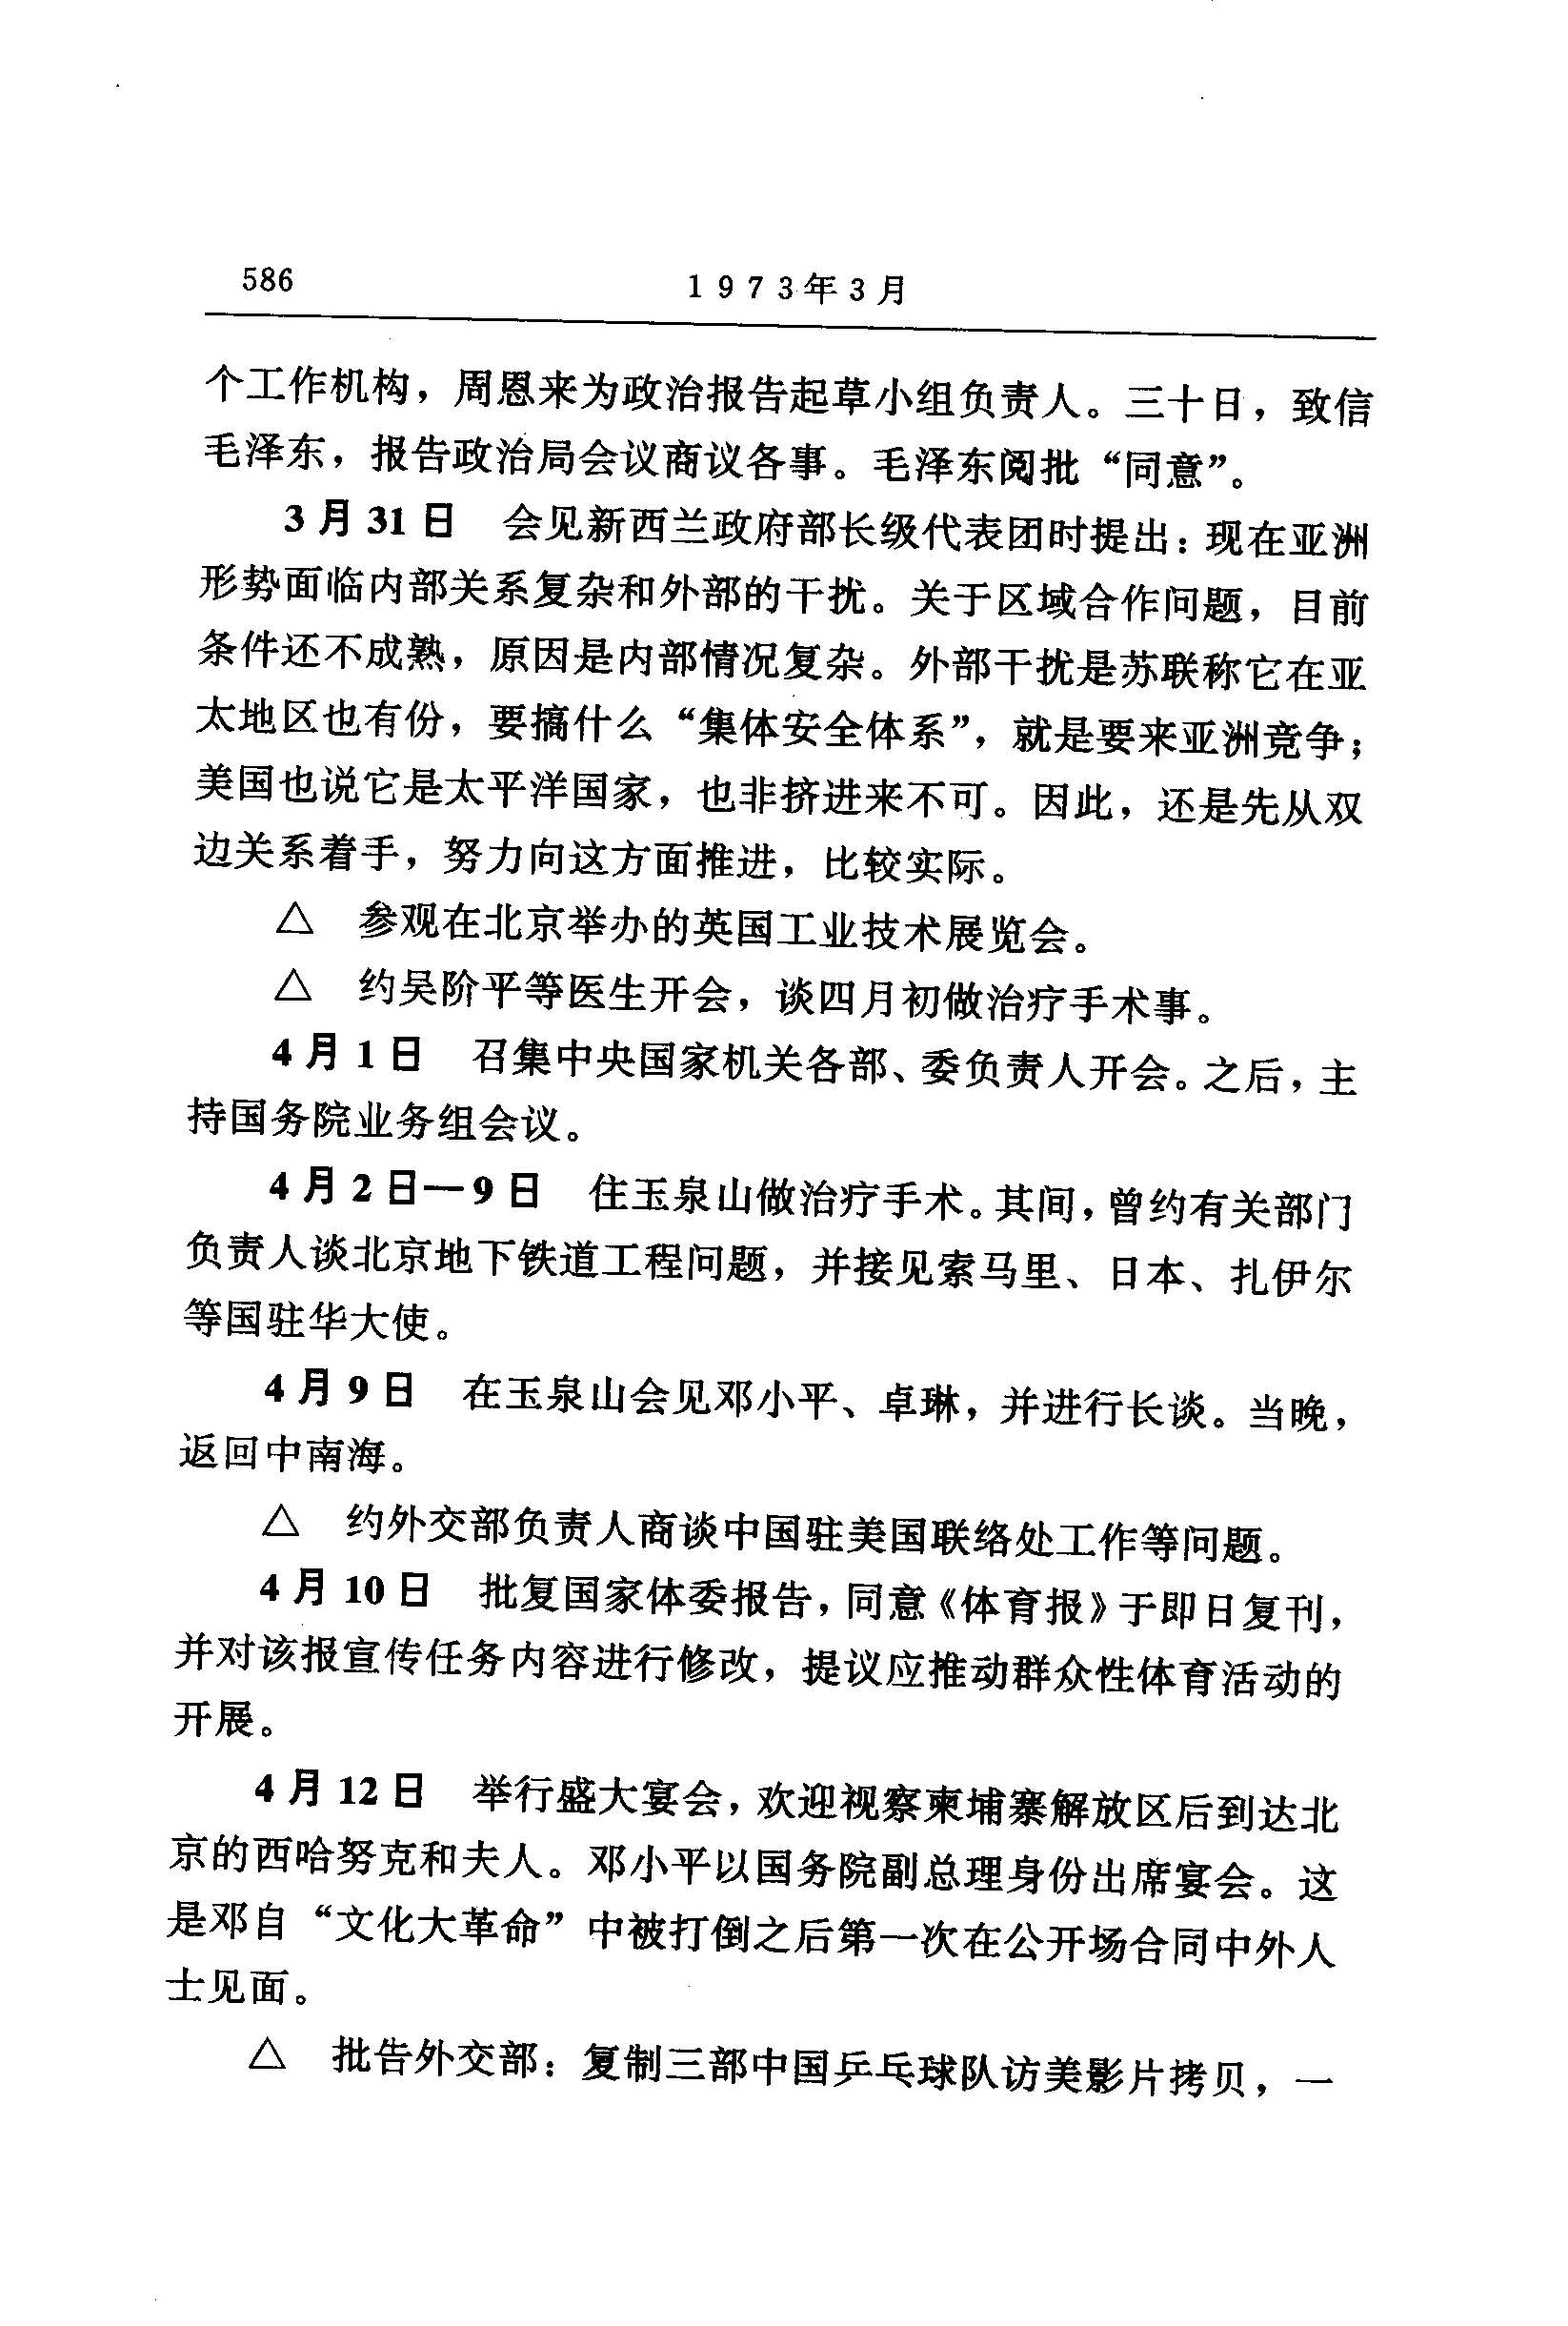 586
1973年3月
个工作机构，周恩来为政治报告起草小组负责人。三十日，致信
毛泽东，报告政治局会议商议各事。毛泽东阅批“同意”。
3月31日 会见新西兰政府部长级代表团时提出：现在亚洲
形势面临内部关系复杂和外部的干扰。关于区域合作问题，目前
条件还不成熟，原因是内部情况复杂。外部干扰是苏联称它在亚
太地区也有份，要搞什么“集体安全体系”，就是要来亚洲竞争；
美国也说它是太平洋国家，也非挤进来不可。因此，还是先从双
边关系着手，努力向这方面推进，比较实际。
△ 参观在北京举办的英国工业技术展览会。
△ 约吴阶平等医生开会，谈四月初做治疗手术事。
4月1日 召集中央国家机关各部、委负责人开会。之后，主
持国务院业务组会议。
4月2日—9日 住玉泉山做治疗手术。其间，曾约有关部门
负责人谈北京地下铁道工程问题，并接见索马里、日本、扎伊尔
等国驻华大使。
4月9日 在玉泉山会见邓小平、卓琳，并进行长谈。当晚，
返回中南海。
△ 约外交部负责人商谈中国驻美国联络处工作等问题。
4月10日 批复国家体委报告，同意《体育报》于即日复刊，
并对该报宣传任务内容进行修改，提议应推动群众性体育活动的
开展。
4月12日 举行盛大宴会，欢迎视察柬埔寨解放区后到达北
京的西哈努克和夫人。邓小平以国务院副总理身份出席宴会。这
是邓自“文化大革命”中被打倒之后第一次在公开场合同中外人
士见面。
△ 批告外交部：复制三部中国乒乓球队访美影片拷贝，一